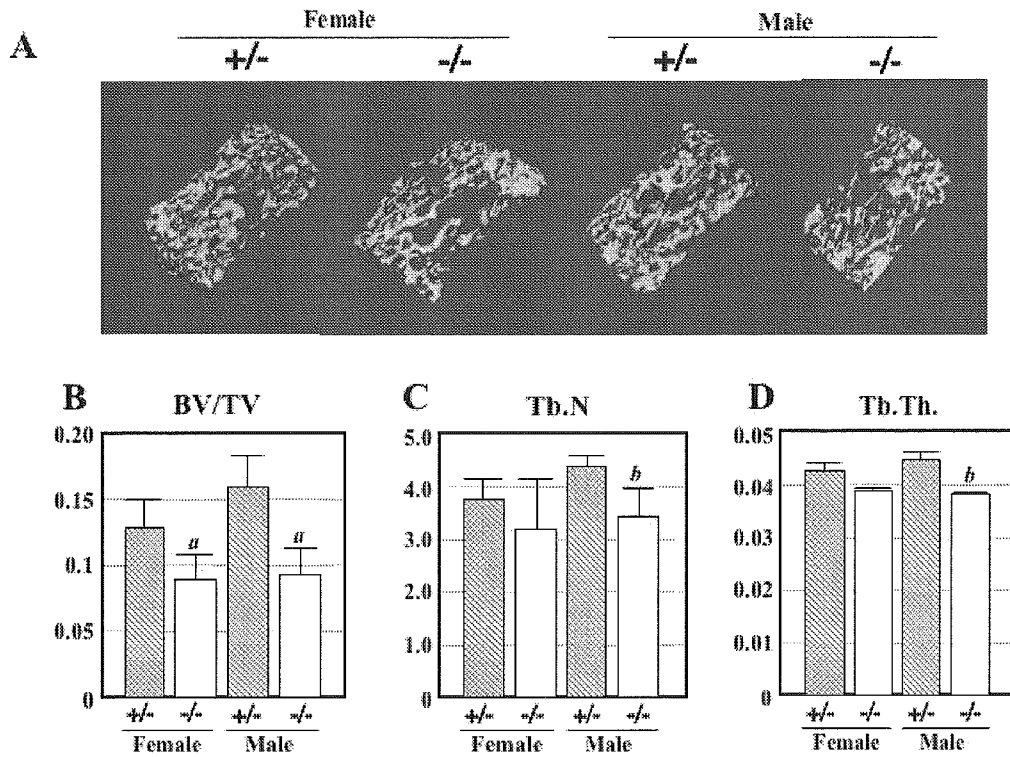 Female Male
A
+/- -/- +/- -/-
B BV/TV
0.20
0.15
0.1
0.05
0
a a
+/- -/- +/- -/-
Female Male
C Tb.N
5.0
4.0
3.0
2.0
1.0
0
b
+/- -/- +/- -/-
Female Male
D Tb.Th.
0.05
0.04
0.03
0.02
0.01
0
b
+/- -/- +/- -/-
Female Male